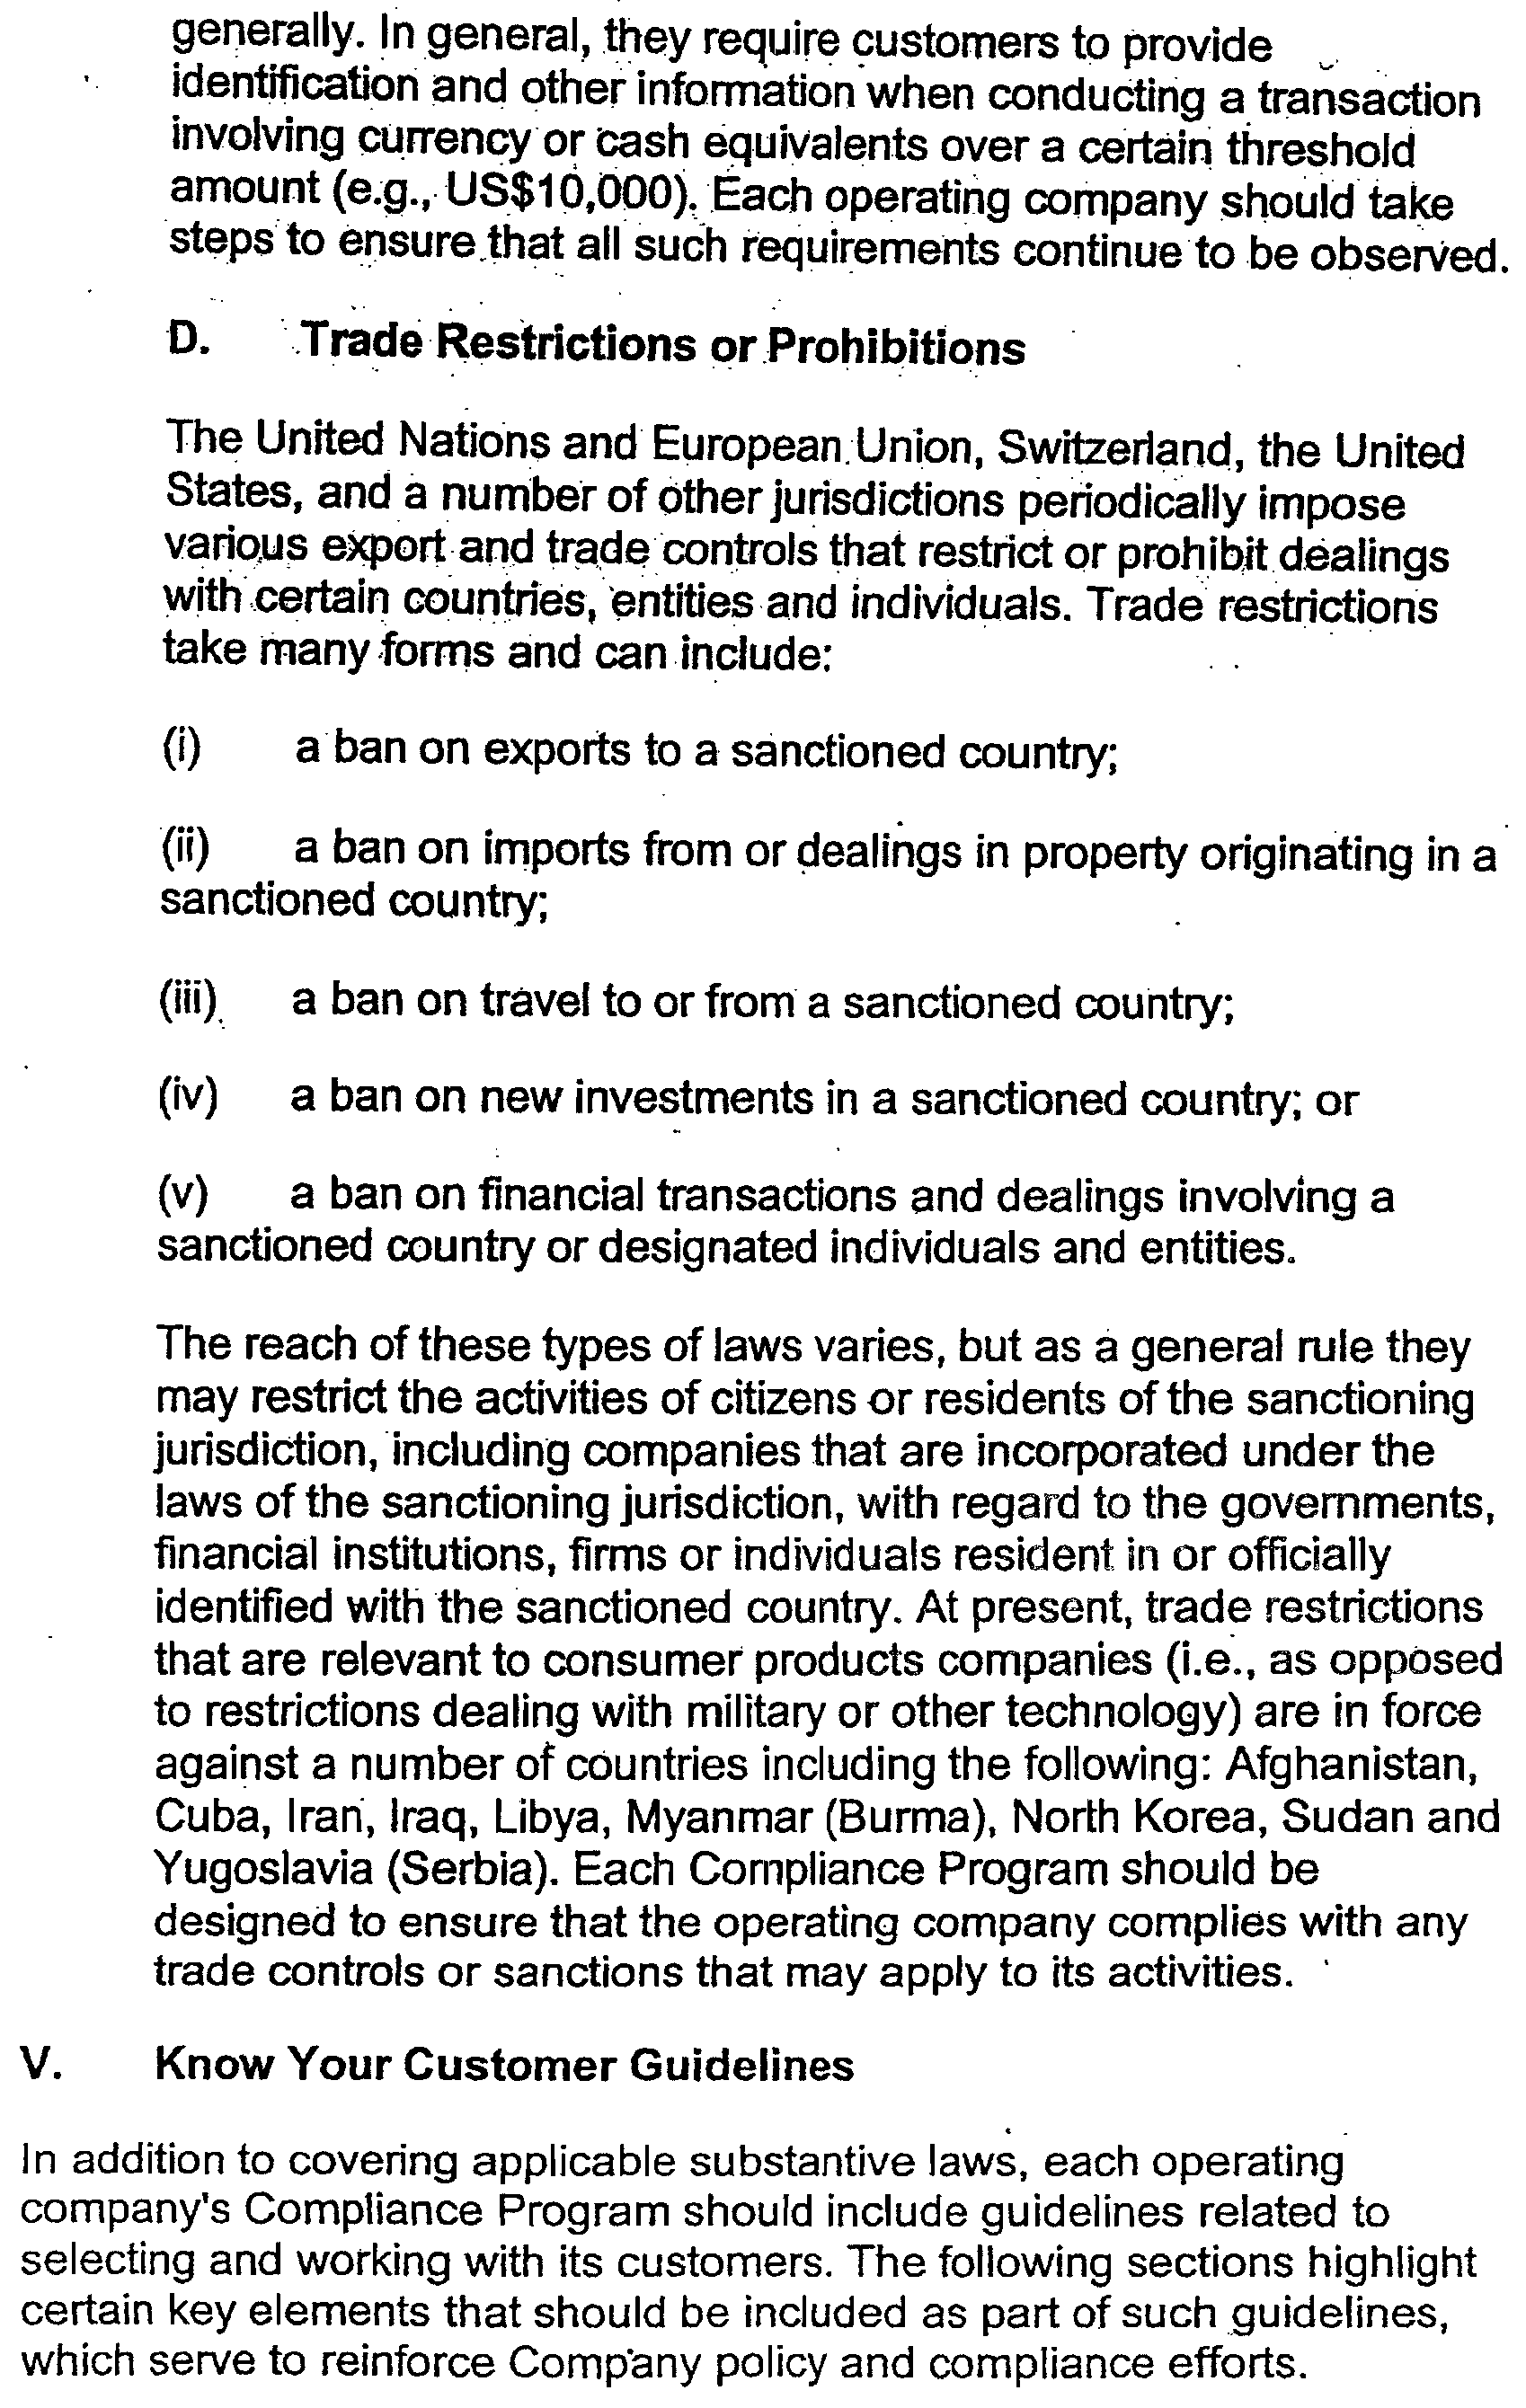 generally. In general, they require customers to provide
identification and other information when conducting a transaction
involving currency or cash equivalents over a certain threshold
amount (e.g., US$10,000). Each operating company should take
steps to ensure that all such requirements continue to be observed.
D. Trade Restrictions or Prohibitions
The United Nations and European Union, Switzerland, the United
States, and a number of other jurisdictions periodically impose
various export and trade controls that restrict or prohibit dealings
with certain countries, entities and individuals. Trade restrictions
take many forms and can include:
(i) a ban on exports to a sanctioned country;
(ii) a ban on imports from or dealings in property originating in a
sanctioned country;
(iii) a ban on travel to or from a sanctioned country;
(iv) a ban on new investments in a sanctioned country; or
(v) a ban on financial transactions and dealings involving a
sanctioned country or designated individuals and entities.
The reach of these types of laws varies, but as a general rule they
may restrict the activities of citizens or residents of the sanctioning
jurisdiction, including companies that are incorporated under the
laws of the sanctioning jurisdiction, with regard to the governments,
financial institutions, firms or individuals resident in or officially
identified with the sanctioned country. At present, trade restrictions
that are relevant to consumer products companies (i.e., as opposed
to restrictions dealing with military or other technology) are in force
against a number of countries including the following: Afghanistan,
Cuba, Iran, Iraq, Libya, Myanmar (Burma), North Korea, Sudan and
Yugoslavia (Serbia). Each Compliance Program should be
designed to ensure that the operating company complies with any
trade controls or sanctions that may apply to its activities.
V. Know Your Customer Guidelines
In addition to covering applicable substantive laws, each operating
company's Compliance Program should include guidelines related to
selecting and working with its customers. The following sections highlight
certain key elements that should be included as part of such guidelines,
which serve to reinforce Company policy and compliance efforts.